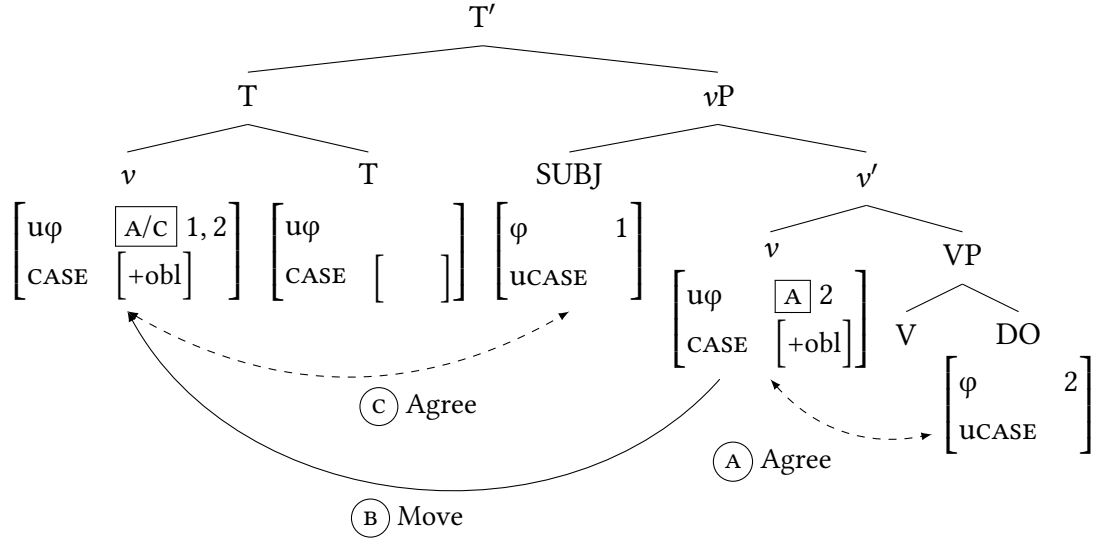 T′
T vP
v T SUBJ v′
uφ A/C 1, 2 uφ φ 1
CASE [+obl] CASE [ ] uCASE
v VP
uφ A 2
CASE [+obl]
V DO
φ 2
uCASE
C Agree
A Agree
B Move